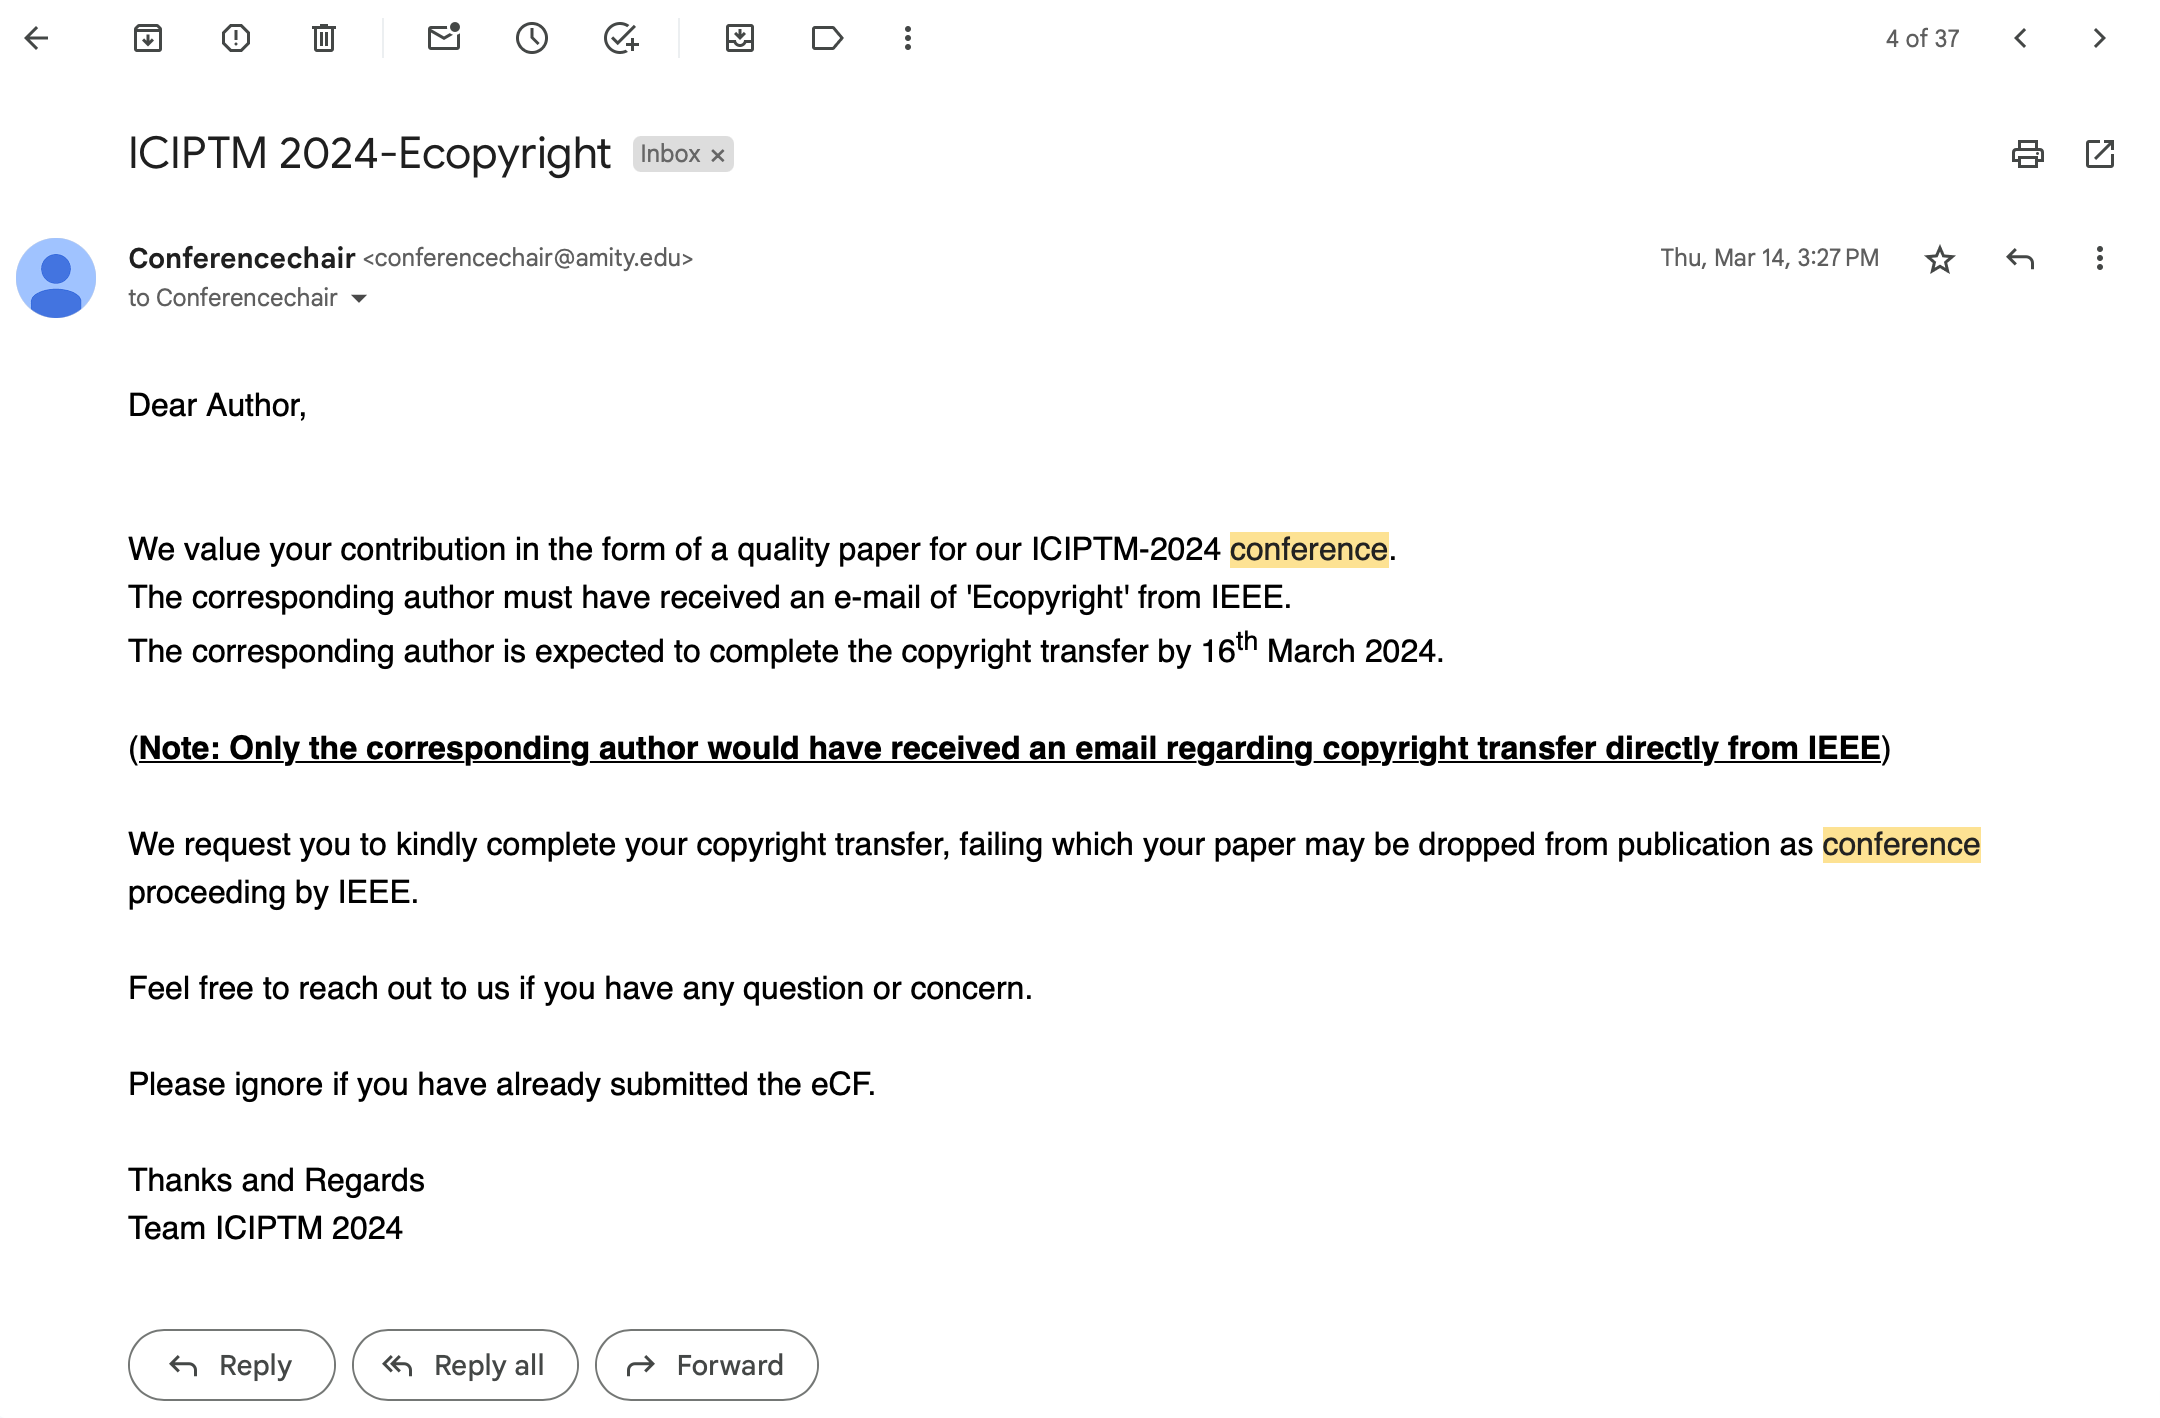 4 of 37
ICIPTM 2024-Ecopyright Inbox ×
Conferencechair <conferencechair@amity.edu> Thu, Mar 14, 3:27 PM
to Conferencechair
Dear Author,
We value your contribution in the form of a quality paper for our ICIPTM-2024 conference.
The corresponding author must have received an e-mail of 'Ecopyright' from IEEE.
The corresponding author is expected to complete the copyright transfer by 16th March 2024.
(Note: Only the corresponding author would have received an email regarding copyright transfer directly from IEEE)
We request you to kindly complete your copyright transfer, failing which your paper may be dropped from publication as conference
proceeding by IEEE.
Feel free to reach out to us if you have any question or concern.
Please ignore if you have already submitted the eCF.
Thanks and Regards
Team ICIPTM 2024
Reply Reply all Forward